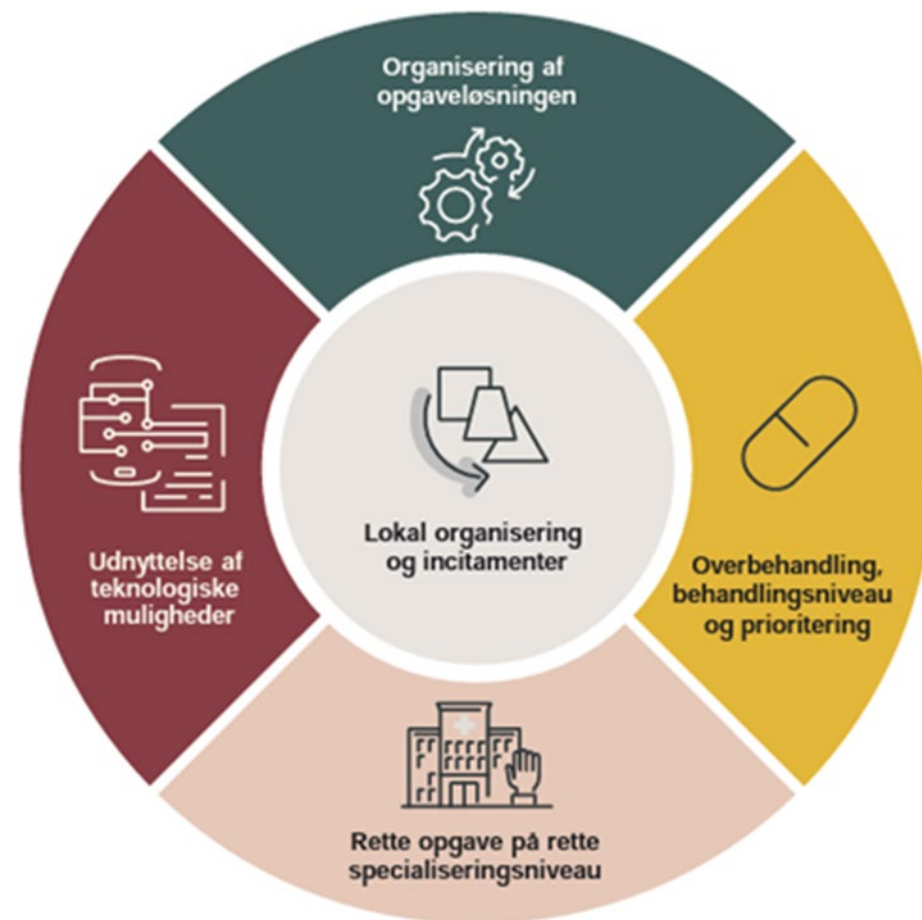 Organisering af
opgaveløsningen
Udnyttelse af
teknologiske
muligheder
Lokal organisering
og incitamenter
Overbehandling,
behandlingsniveau
og prioritering
Rette opgave på rette
specialiseringsniveau